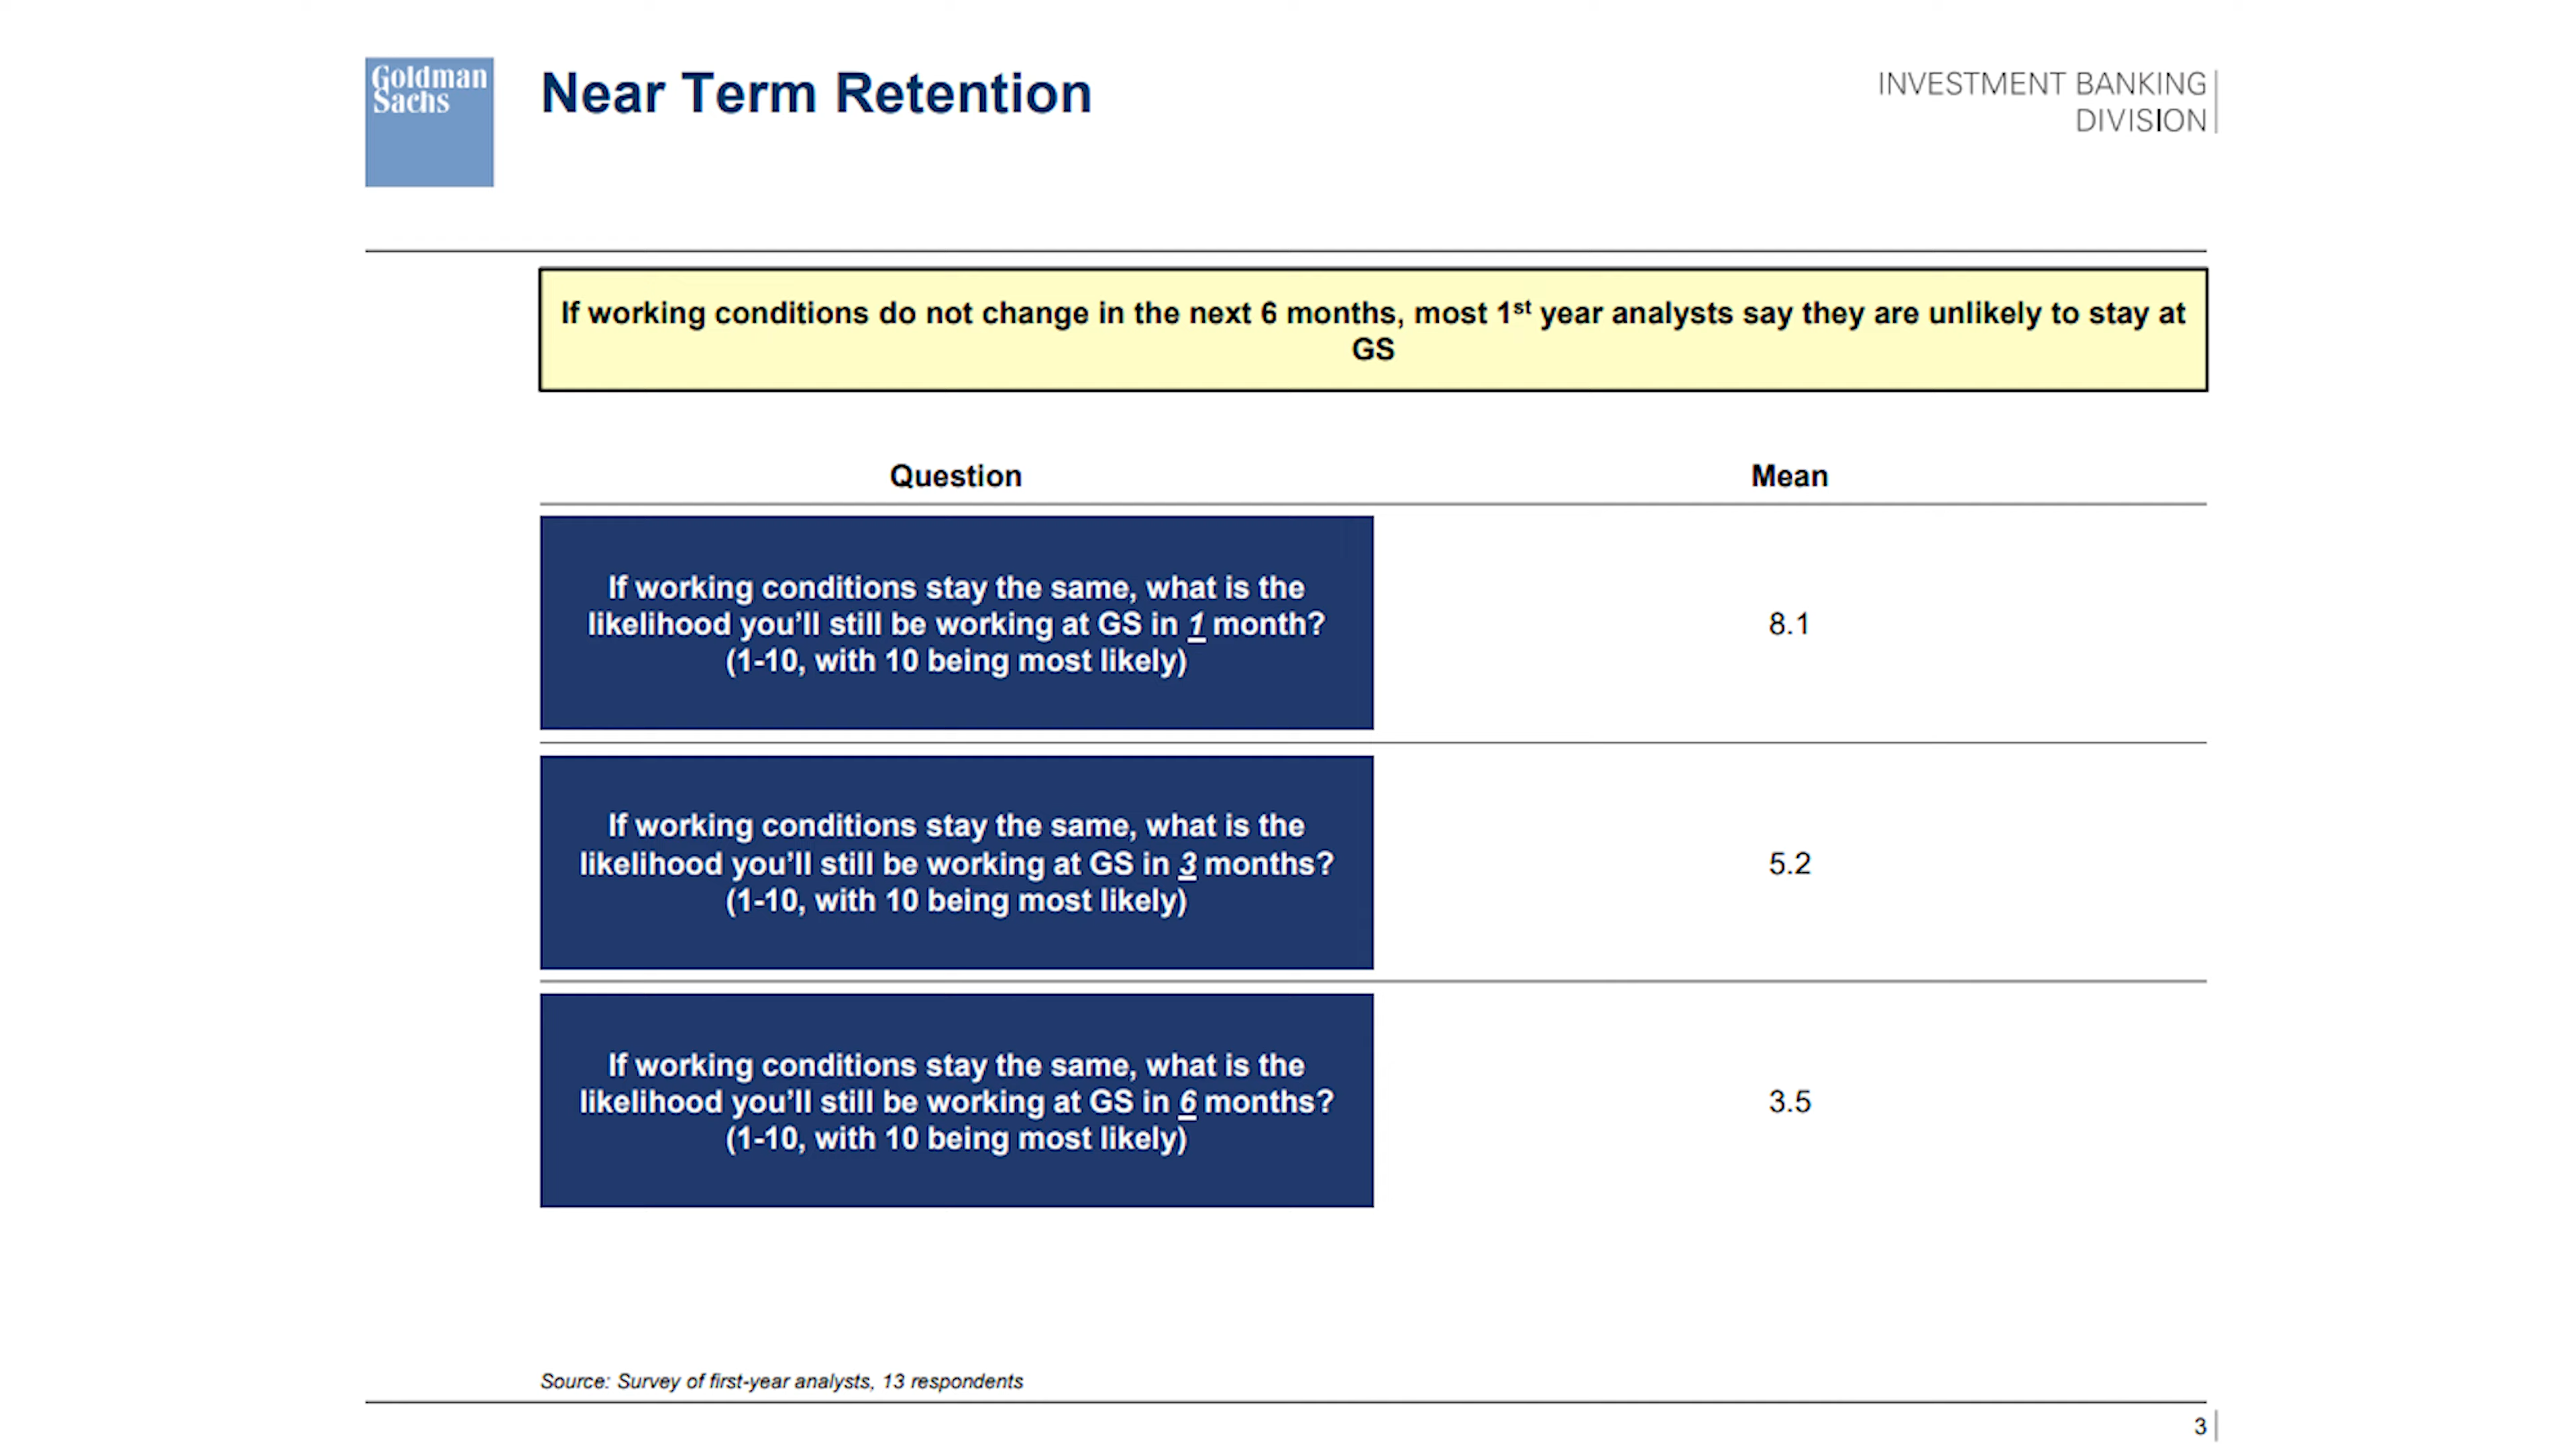 Goldman
Sachs
Near Term Retention
INVESTMENT BANKING
DIVISION
If working conditions do not change in the next 6 months, most 1st year analysts say they are unlikely to stay at
GS
Question
Mean
If working conditions stay the same, what is the
likelihood you’ll still be working at GS in 1 month?
(1-10, with 10 being most likely)
8.1
If working conditions stay the same, what is the
likelihood you’ll still be working at GS in 3 months?
(1-10, with 10 being most likely)
5.2
If working conditions stay the same, what is the
likelihood you’ll still be working at GS in 6 months?
(1-10, with 10 being most likely)
3.5
Source: Survey of first-year analysts, 13 respondents
3